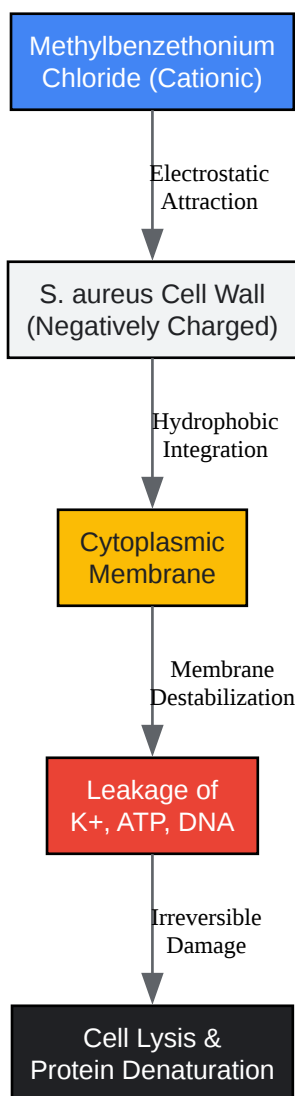 Methylbenzethonium
Chloride (Cationic)
Electrostatic
Attraction
S. aureus Cell Wall
(Negatively Charged)
Hydrophobic
Integration
Cytoplasmic
Membrane
Membrane
Destabilization
Leakage of
K+, ATP, DNA
Irreversible
Damage
Cell Lysis &
Protein Denaturation